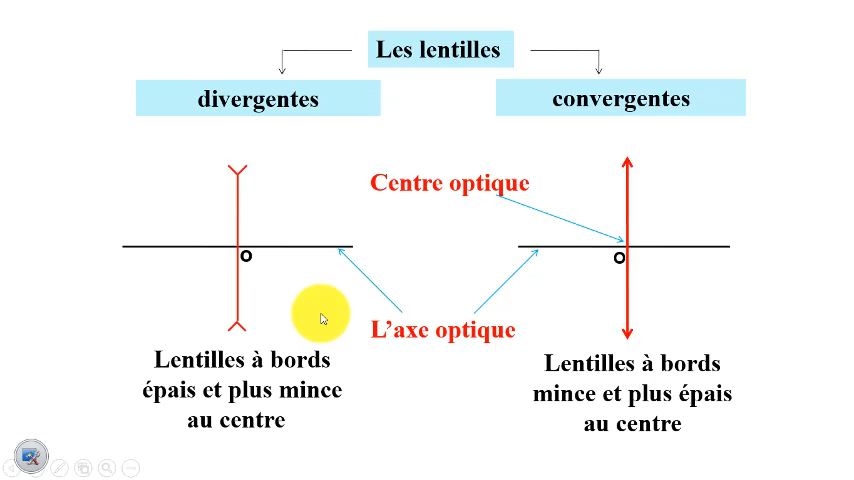 Les lentilles
divergentes
convergentes
Centre optique
O
O
L'axe optique
Lentilles à bords
épais et plus mince
au centre
Lentilles à bords
mince et plus épais
au centre